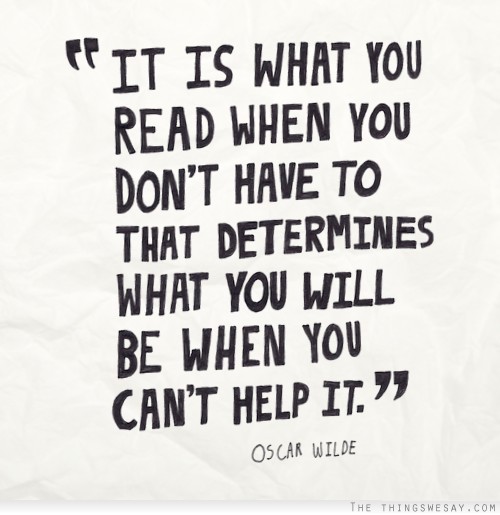 “IT IS WHAT YOU
READ WHEN YOU
DON'T HAVE TO
THAT DETERMINES
WHAT YOU WILL
BE WHEN YOU
CAN'T HELP IT.”
OSCAR WILDE
THE THINGSWESAY.COM